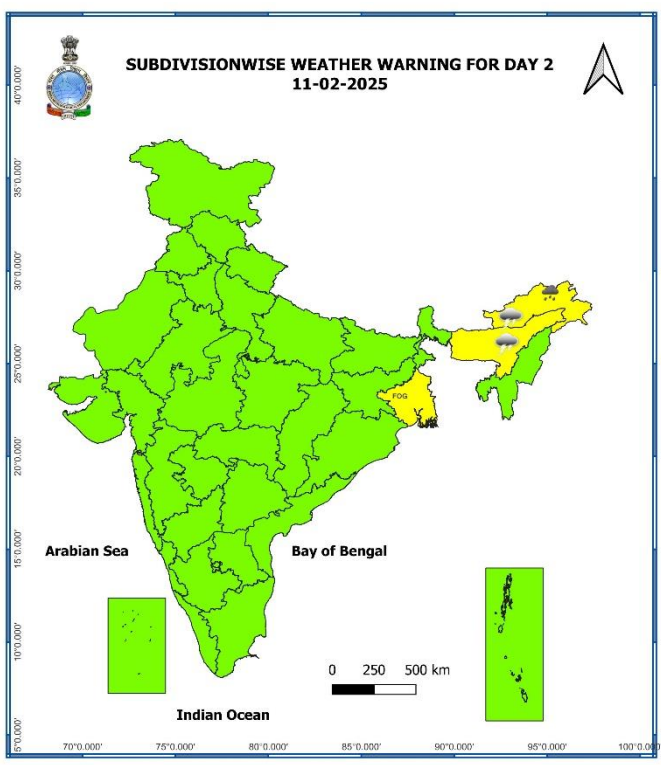 SUBDIVISIONWISE WEATHER WARNING FOR DAY 2
11-02-2025
40°0.000'
35°0.000'
30°0.000'
25°0.000'
20°0.000'
15°0.000'
10°0.000'
5°0.000'
FOG
Arabian Sea
Bay of Bengal
0 250 500 km
Indian Ocean
70°0.000' 75°0.000' 80°0.000' 85°0.000' 90°0.000' 95°0.000' 100°0.000'